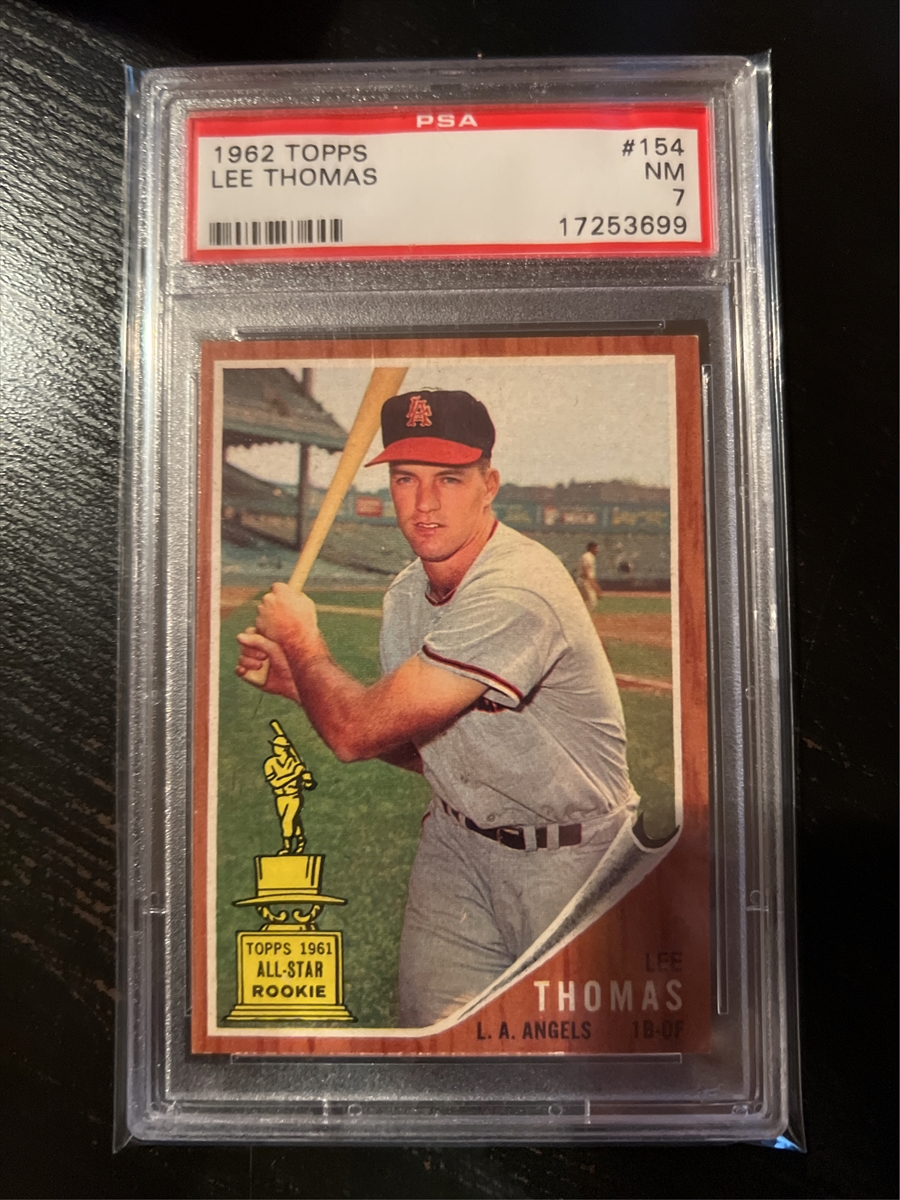 PSA
1962 TOPPS #154
LEE THOMAS NM
7
17253699
LA
TOPPS 1961
ALL-STAR
ROOKIE
LEE
THOMAS
L. A. ANGELS 1B-OF